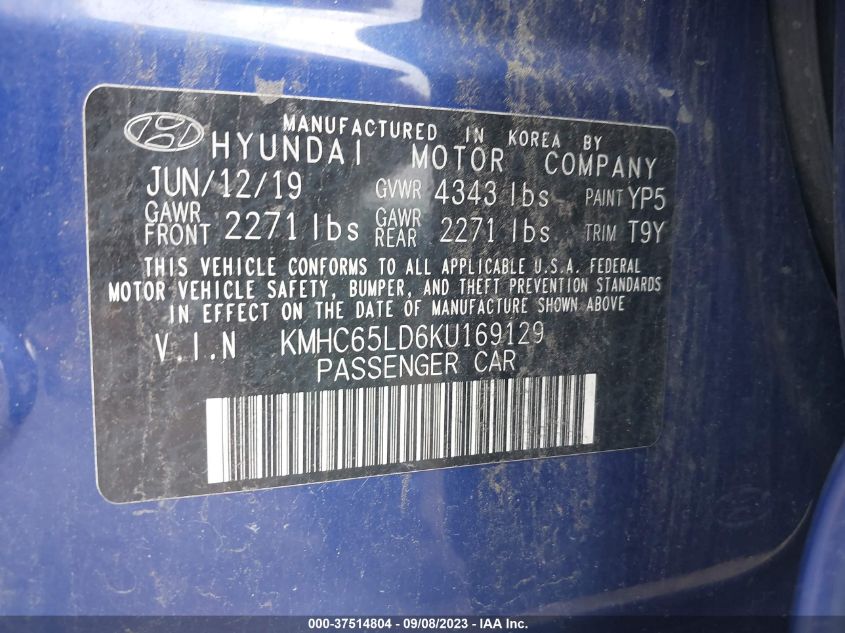 MANUFACTURED IN KOREA BY
HYUNDAI MOTOR COMPANY
JUN/12/19 GVWR 4343 lbs PAINT YP5
GAWR FRONT 2271 lbs GAWR REAR 2271 lbs TRIM T9Y
THIS VEHICLE CONFORMS TO ALL APPLICABLE U.S.A. FEDERAL
MOTOR VEHICLE SAFETY, BUMPER, AND THEFT PREVENTION STANDARDS
IN EFFECT ON THE DATE OF MANUFACTURE SHOWN ABOVE
V.I.N KMHC65LD6KU169129
PASSENGER CAR
000-37514804 - 09/08/2023 - © IAA, Inc.